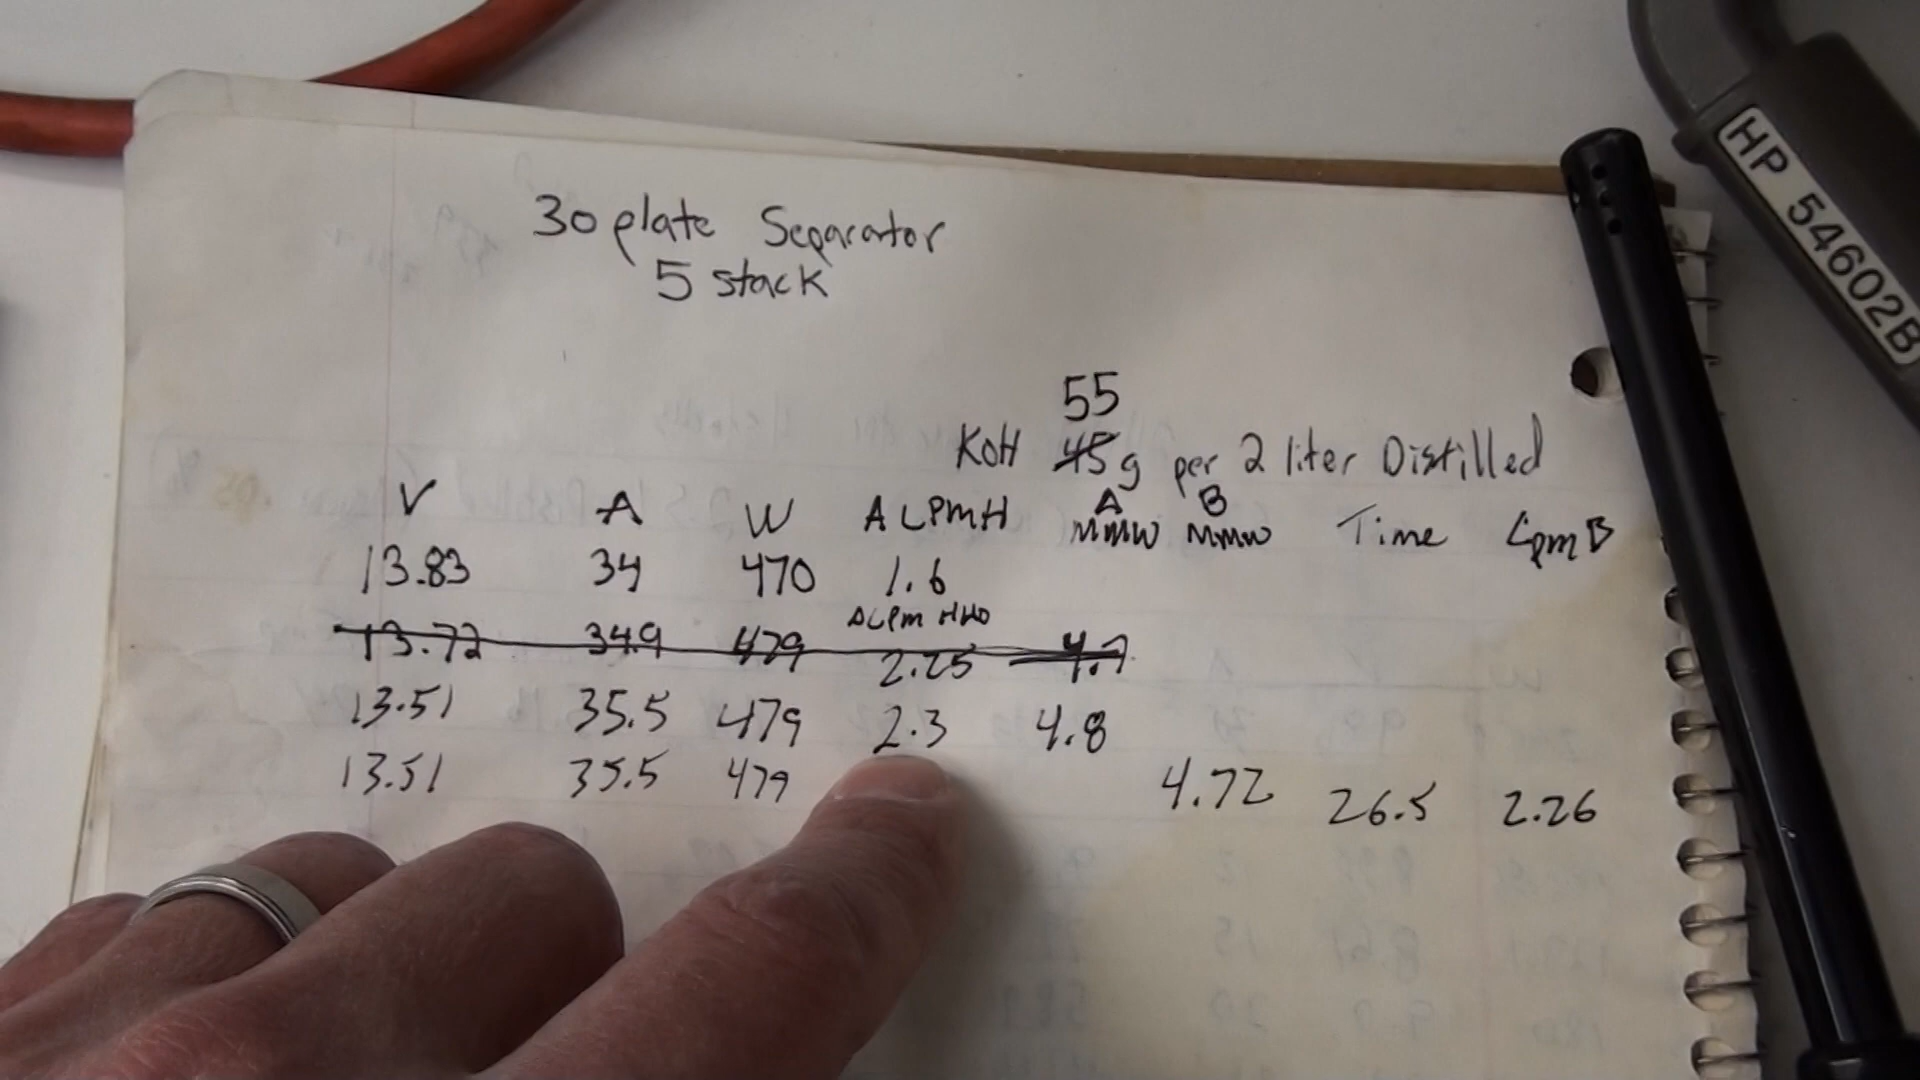 30 plate Separator
5 stack
55
KOH 45g per 2 liter Distilled
V A W A LPMH A MMW B MMW Time Lpm B
13.83 34 470 1.6
ALPm HHO
13.72 34.9 479 2.25 4.7
13.51 35.5 479 2.3 4.8
13.51 35.5 479 4.72 26.5 2.26
HP 54602B